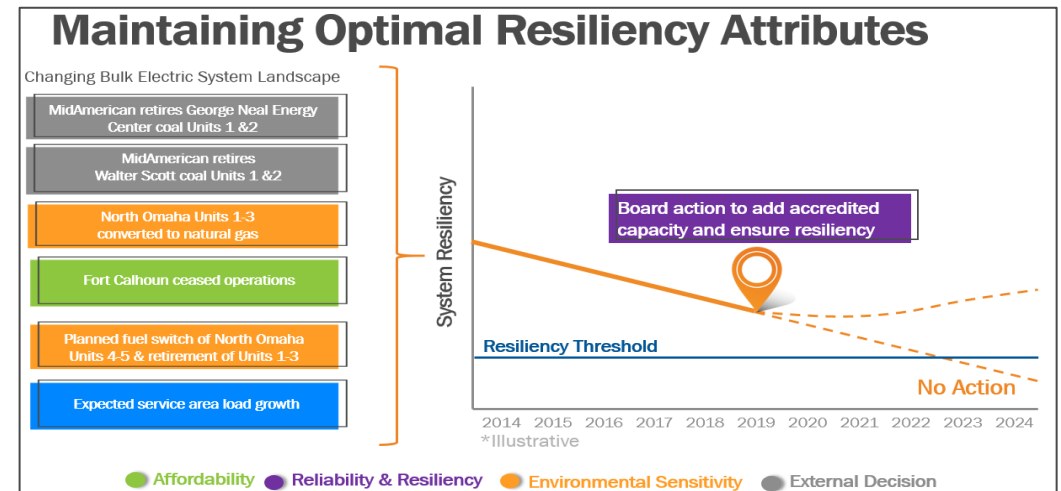 Maintaining Optimal Resiliency Attributes
Changing Bulk Electric System Landscape
MidAmerican retires George Neal Energy
Center coal Units 1 &2
MidAmerican retires
Walter Scott coal Units 1 &2
North Omaha Units 1-3
converted to natural gas
Fort Calhoun ceased operations
Planned fuel switch of North Omaha
Units 4-5 & retirement of Units 1-3
Expected service area load growth
System Resiliency
Board action to add accredited
capacity and ensure resiliency
Resiliency Threshold
No Action
2014 2015 2016 2017 2018 2019 2020 2021 2022 2023 2024
*Illustrative
Affordability Reliability & Resiliency Environmental Sensitivity External Decision